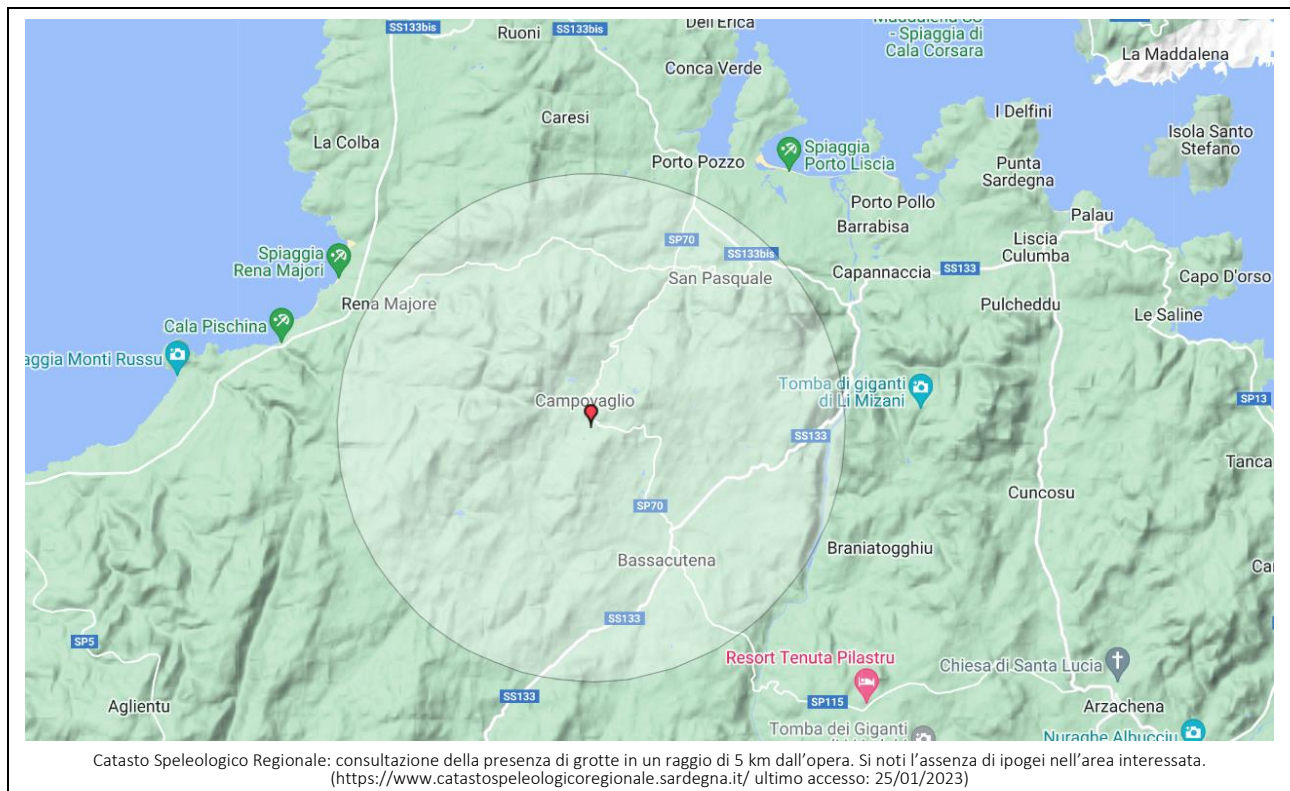 SS133bis
Ruoni
SS133bis
Dell'Erica
Maddalena SS
- Spiaggia di
Cala Corsara
La Maddalena
Conca Verde
Caresi
I Delfini
La Colba
Isola Santo
Stefano
Porto Pozzo
Spiaggia
Porto Liscia
Punta
Sardegna
Porto Pollo
Palau
Barrabisa
Spiaggia
Rena Majori
SP70
SS133bis
Liscia
Culumba
San Pasquale
Capannaccia
SS133
Capo D'orso
Rena Majore
Pulcheddu
Le Saline
Cala Pischina
aggia Monti Russu
Tomba di giganti
di Li Mizani
Campovaglio
SP13
SS133
Tanca
SP70
Cuncosu
Bassacutena
Braniatogghiu
Ca
SS133
SP5
Resort Tenuta Pilastru
Chiesa di Santa Lucia
SS133
SP115
Aglientu
Arzachena
Tomba dei Giganti
Nuraghe Albucciu
Catasto Speleologico Regionale: consultazione della presenza di grotte in un raggio di 5 km dall'opera. Si noti l'assenza di ipogei nell'area interessata.
(https://www.catastospeleologicoregionale.sardegna.it/ ultimo accesso: 25/01/2023)